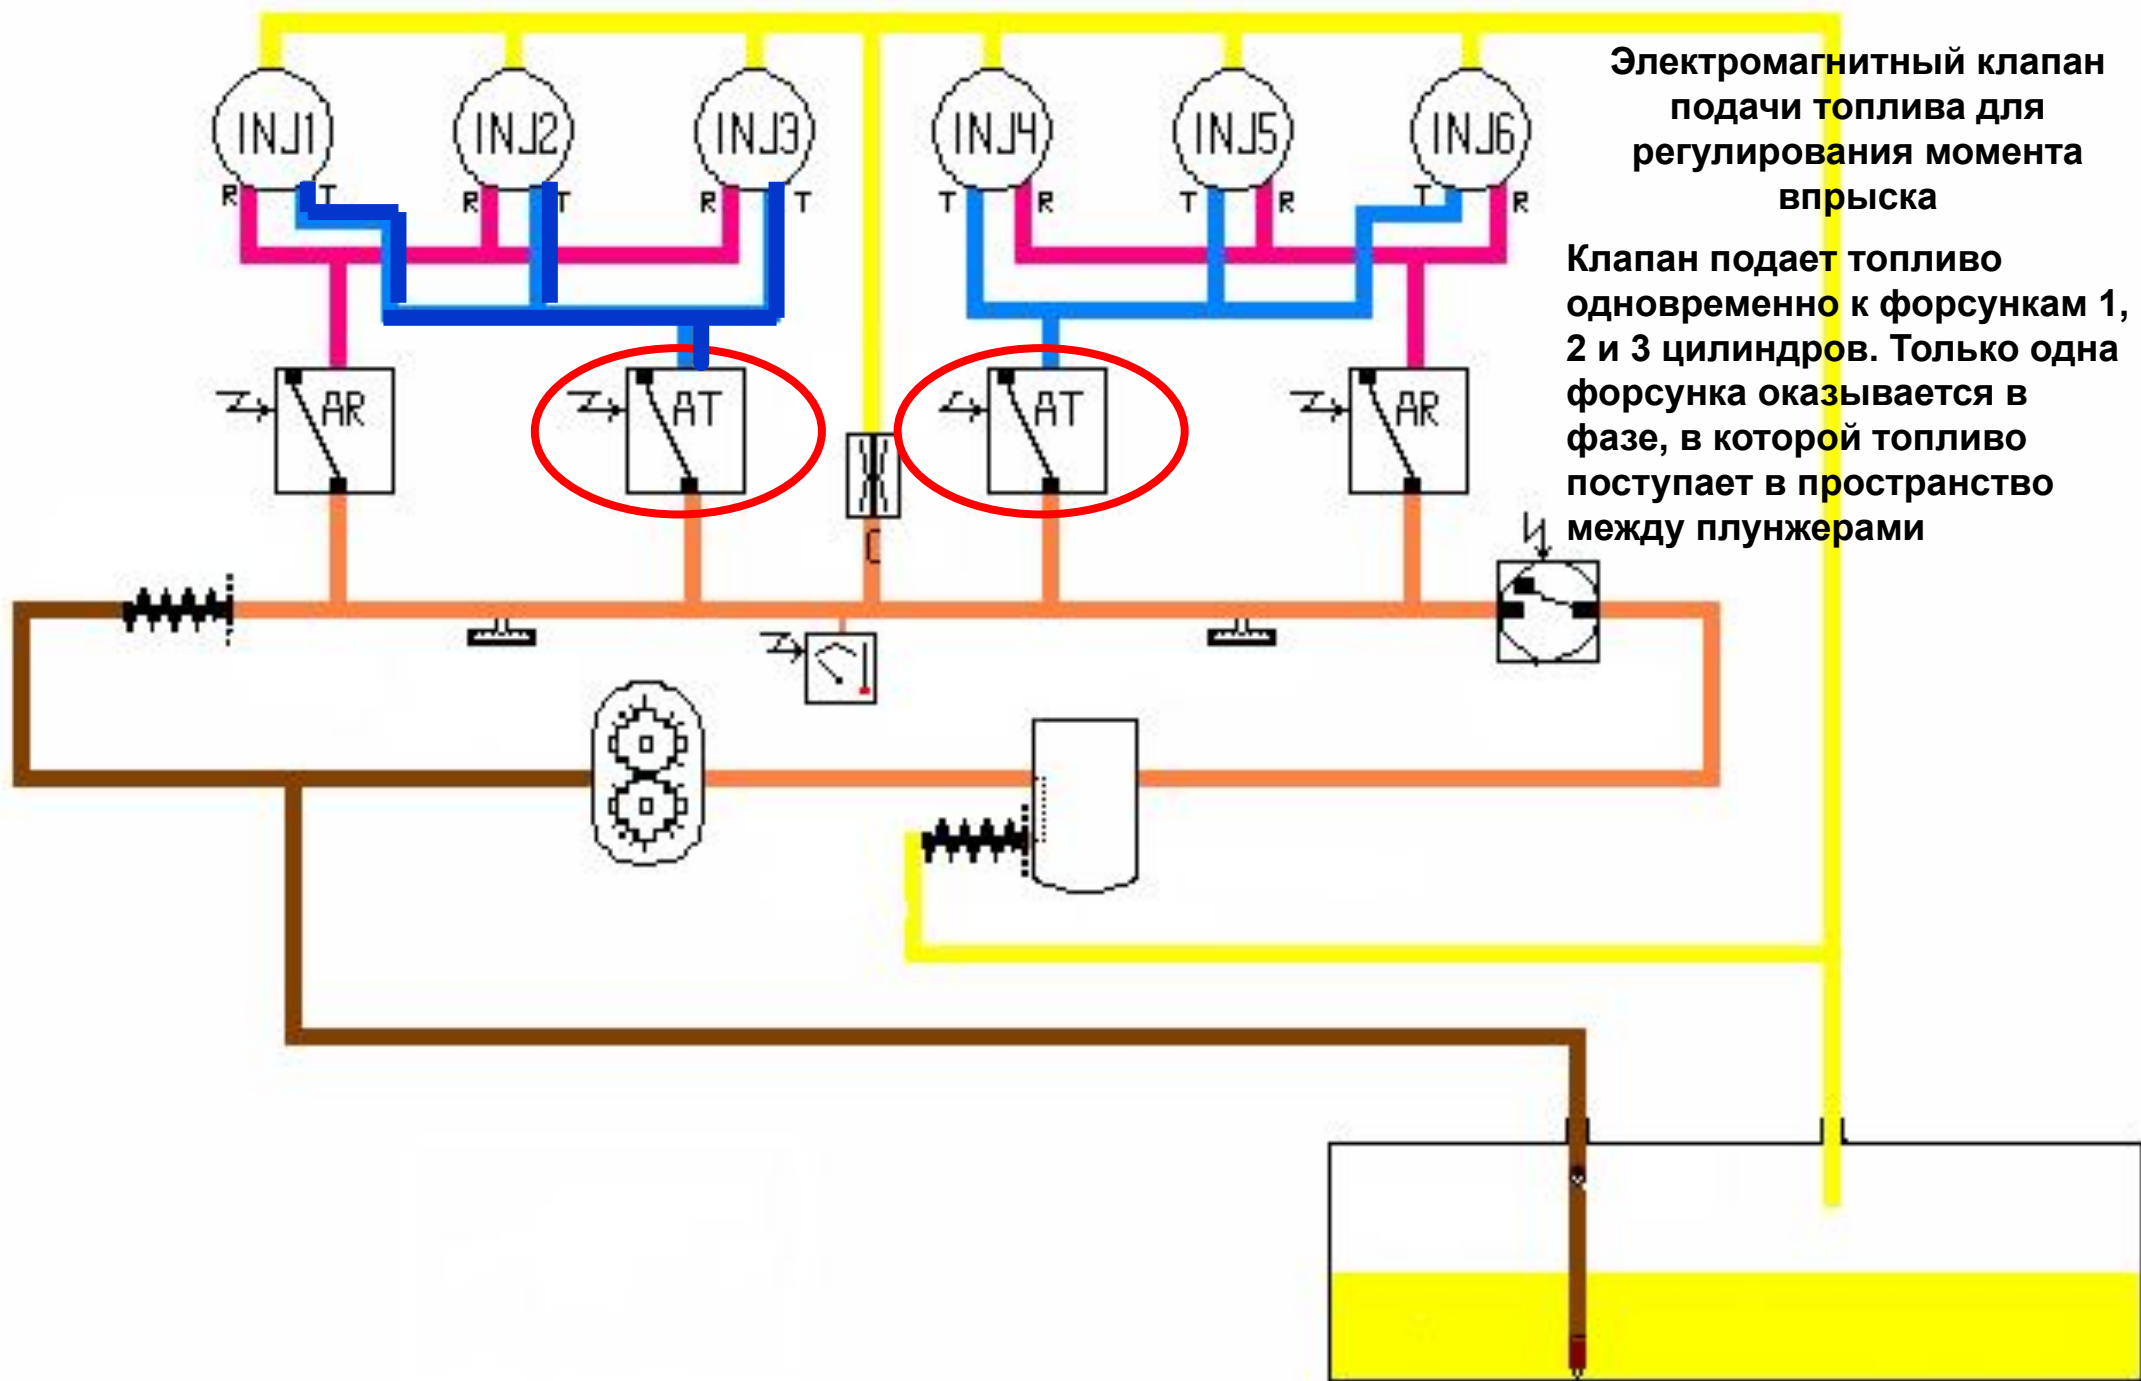 INJ1 INJ2 INJ3 INJ4 INJ5 INJ6
R T R T R T T R T R T R
AR AT AT AR
C
Электромагнитный клапан
подачи топлива для
регулирования момента
впрыска
Клапан подает топливо
одновременно к форсункам 1,
2 и 3 цилиндров. Только одна
форсунка оказывается в
фазе, в которой топливо
поступает в пространство
между плунжерами